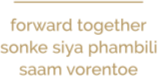 forward together
sonke siya phambili
saam vorentoe